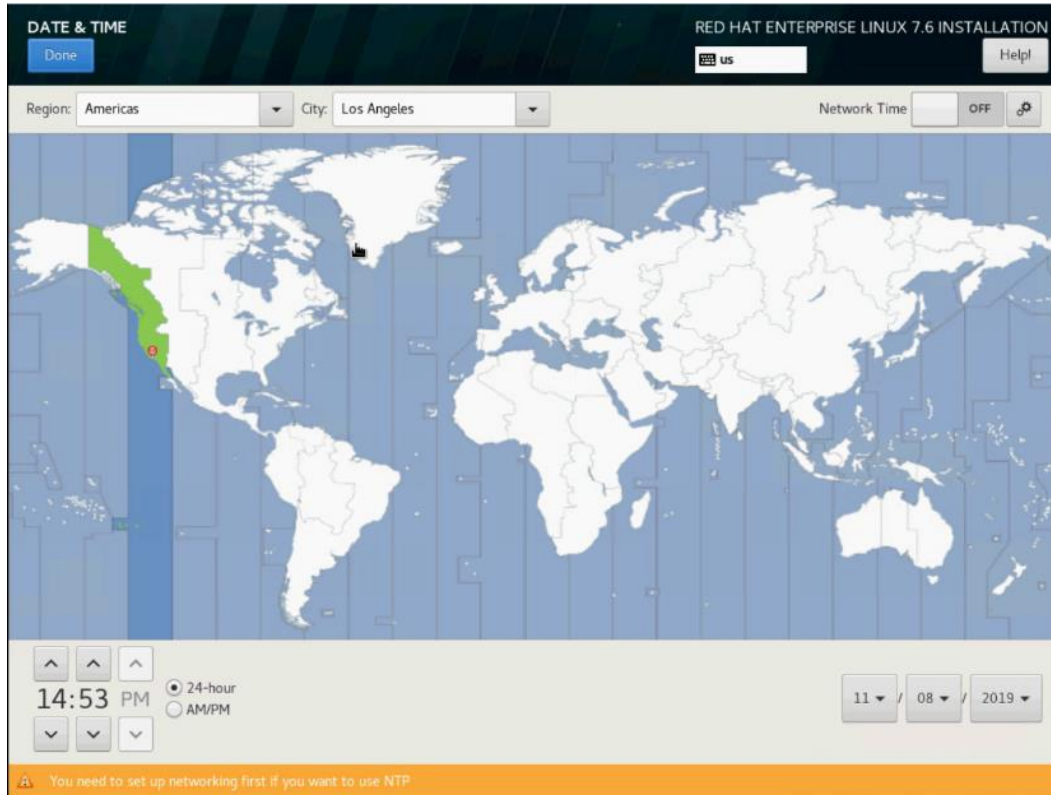 DATE & TIME
RED HAT ENTERPRISE LINUX 7.6 INSTALLATION
Done
us
Help!
Region: Americas City: Los Angeles Network Time OFF
14:53 PM
24-hour
AM/PM
11 / 08 / 2019
You need to set up networking first if you want to use NTP